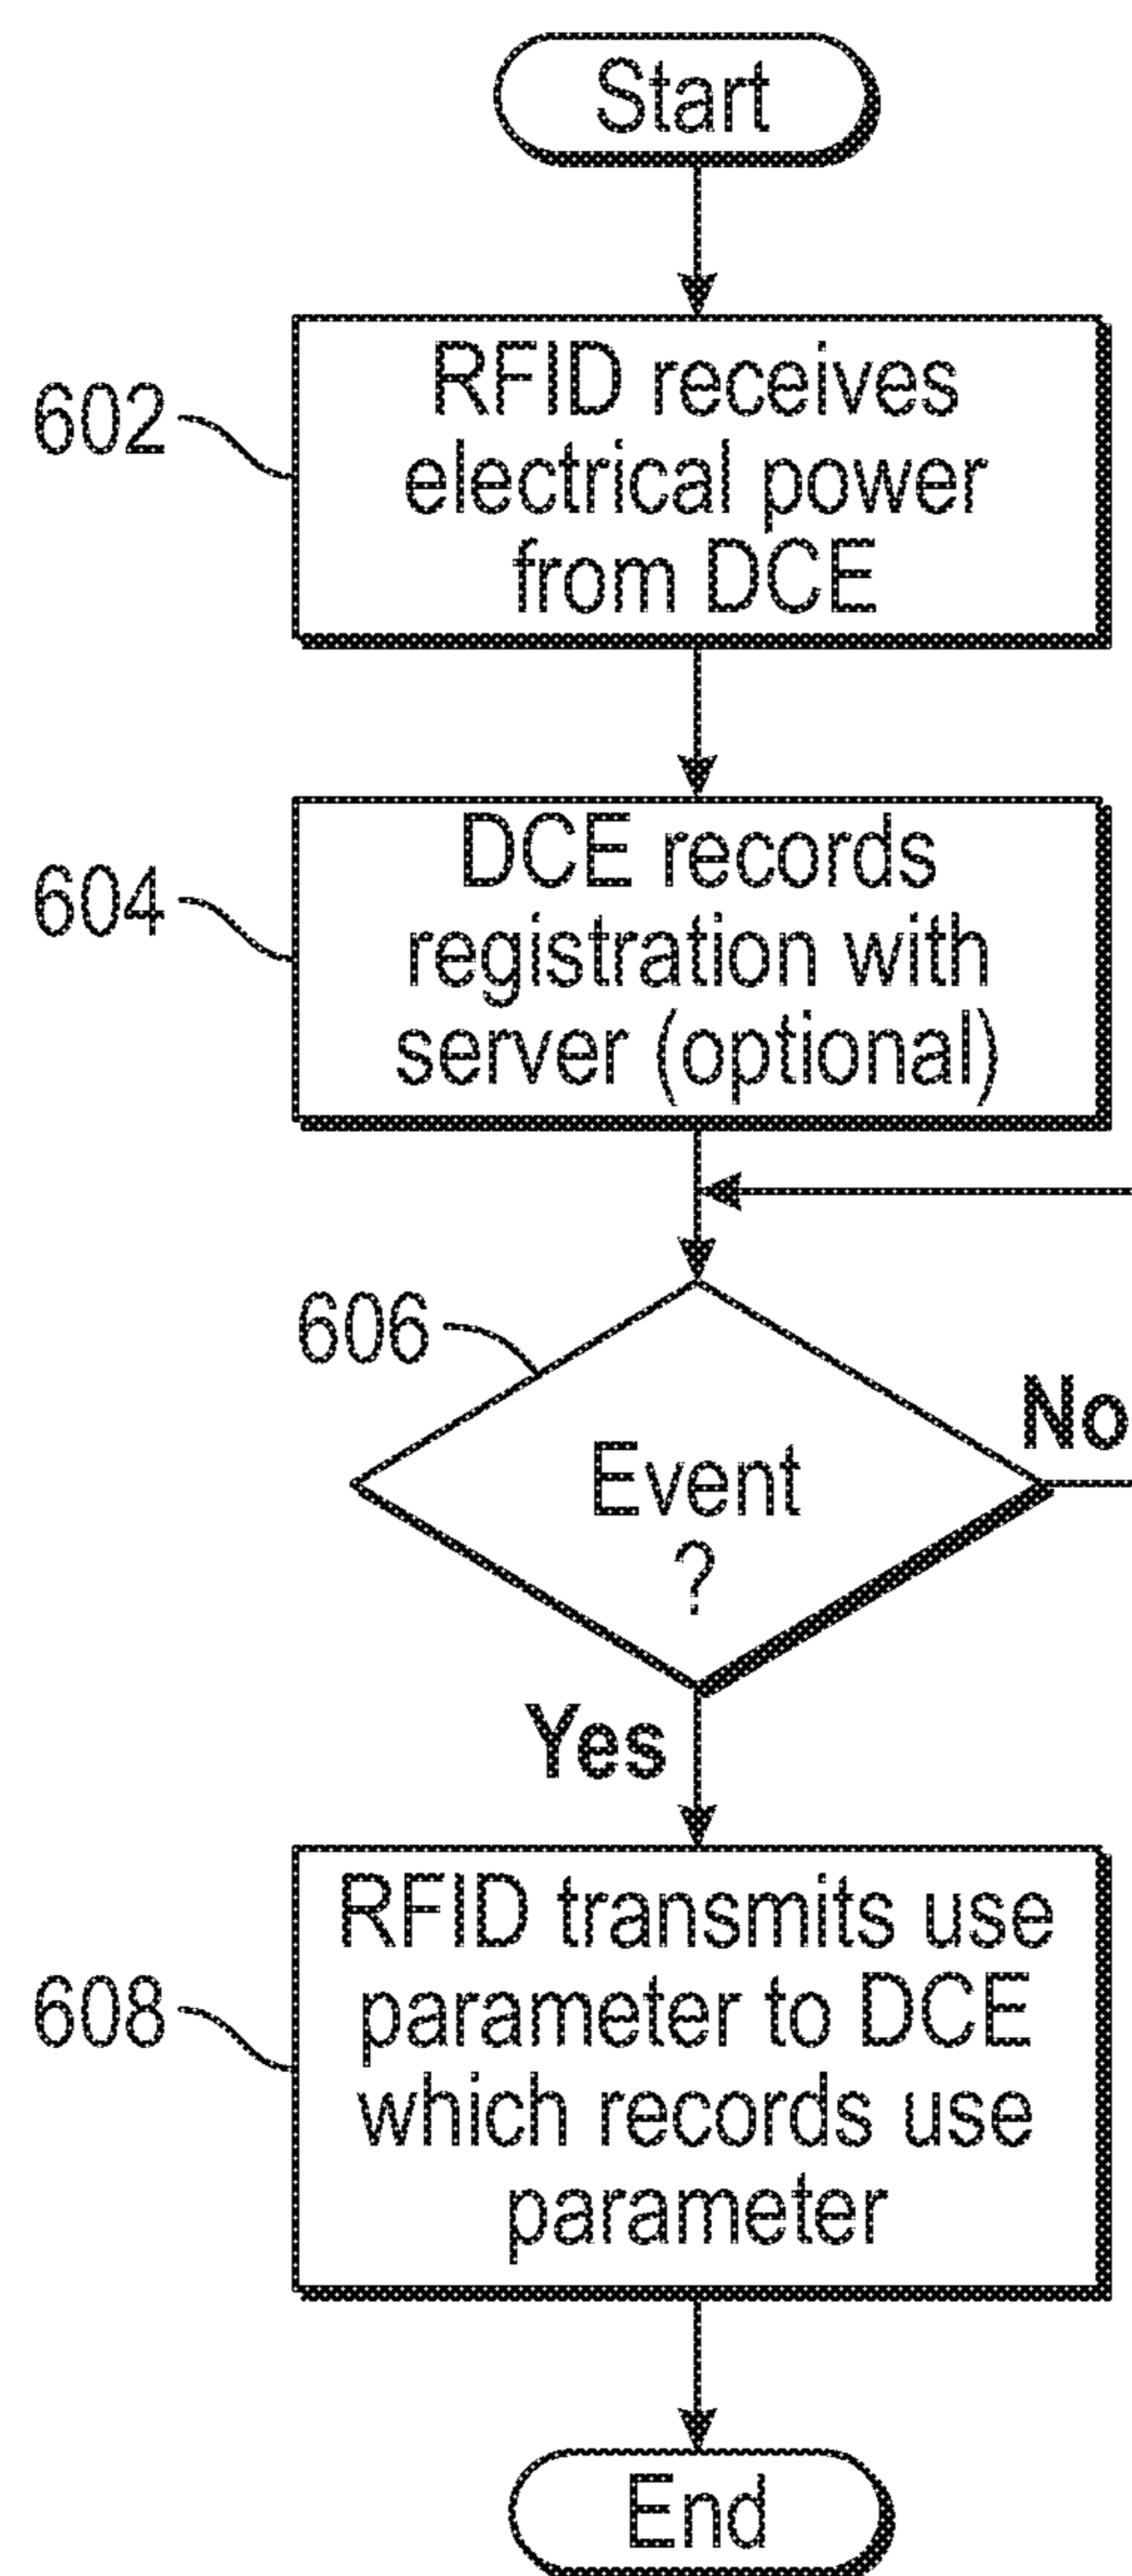 Start
602
RFID receives
electrical power
from DCE
604
DCE records
registration with
server (optional)
606
Event
?
No
Yes
608
RFID transmits use
parameter to DCE
which records use
parameter
End